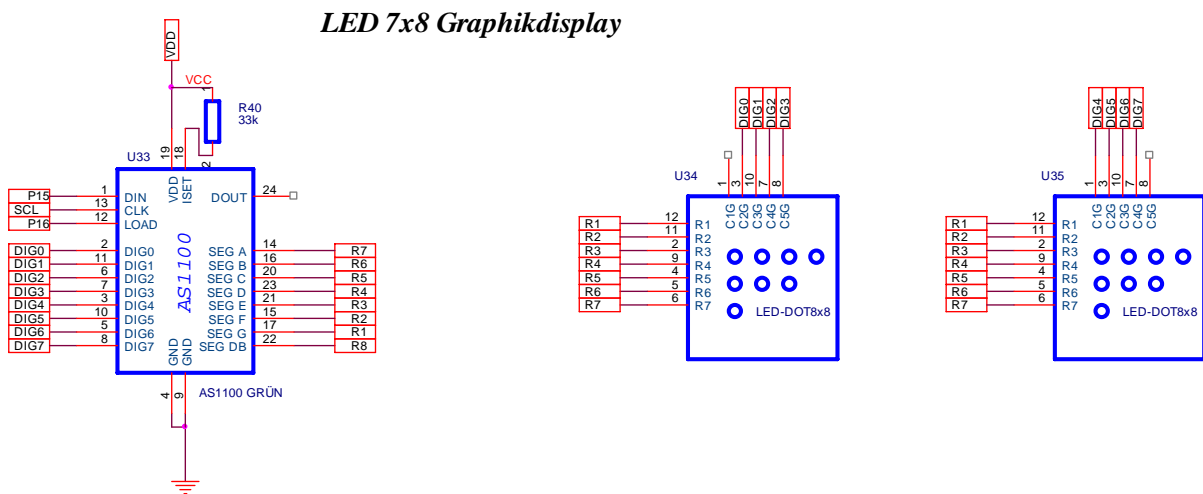 LED 7x8 Graphikdisplay
VDD
VCC
1
R40
33k
2
U33
19
18
VDD
ISET
P15 1 DIN
SCL 13 CLK
P16 12 LOAD
DOUT 24
DIG0 2 DIG0
DIG1 11 DIG1
DIG2 6 DIG2
DIG3 7 DIG3
DIG4 3 DIG4
DIG5 10 DIG5
DIG6 5 DIG6
DIG7 8 DIG7
AS1100
SEG A 14 R7
SEG B 16 R6
SEG C 20 R5
SEG D 23 R4
SEG E 21 R3
SEG F 15 R2
SEG G 17 R1
SEG DB 22 R8
GND
GND
4
9
AS1100 GRÜN
DIG0
DIG1
DIG2
DIG3
U34
1
3
10
7
8
C1G
C2G
C3G
C4G
C5G
R1 12 R1
R2 11 R2
R3 2 R3
R4 9 R4
R5 4 R5
R6 5 R6
R7 6 R7
LED-DOT8x8
DIG4
DIG5
DIG6
DIG7
U35
1
3
10
7
8
C1G
C2G
C3G
C4G
C5G
R1 12 R1
R2 11 R2
R3 2 R3
R4 9 R4
R5 4 R5
R6 5 R6
R7 6 R7
LED-DOT8x8